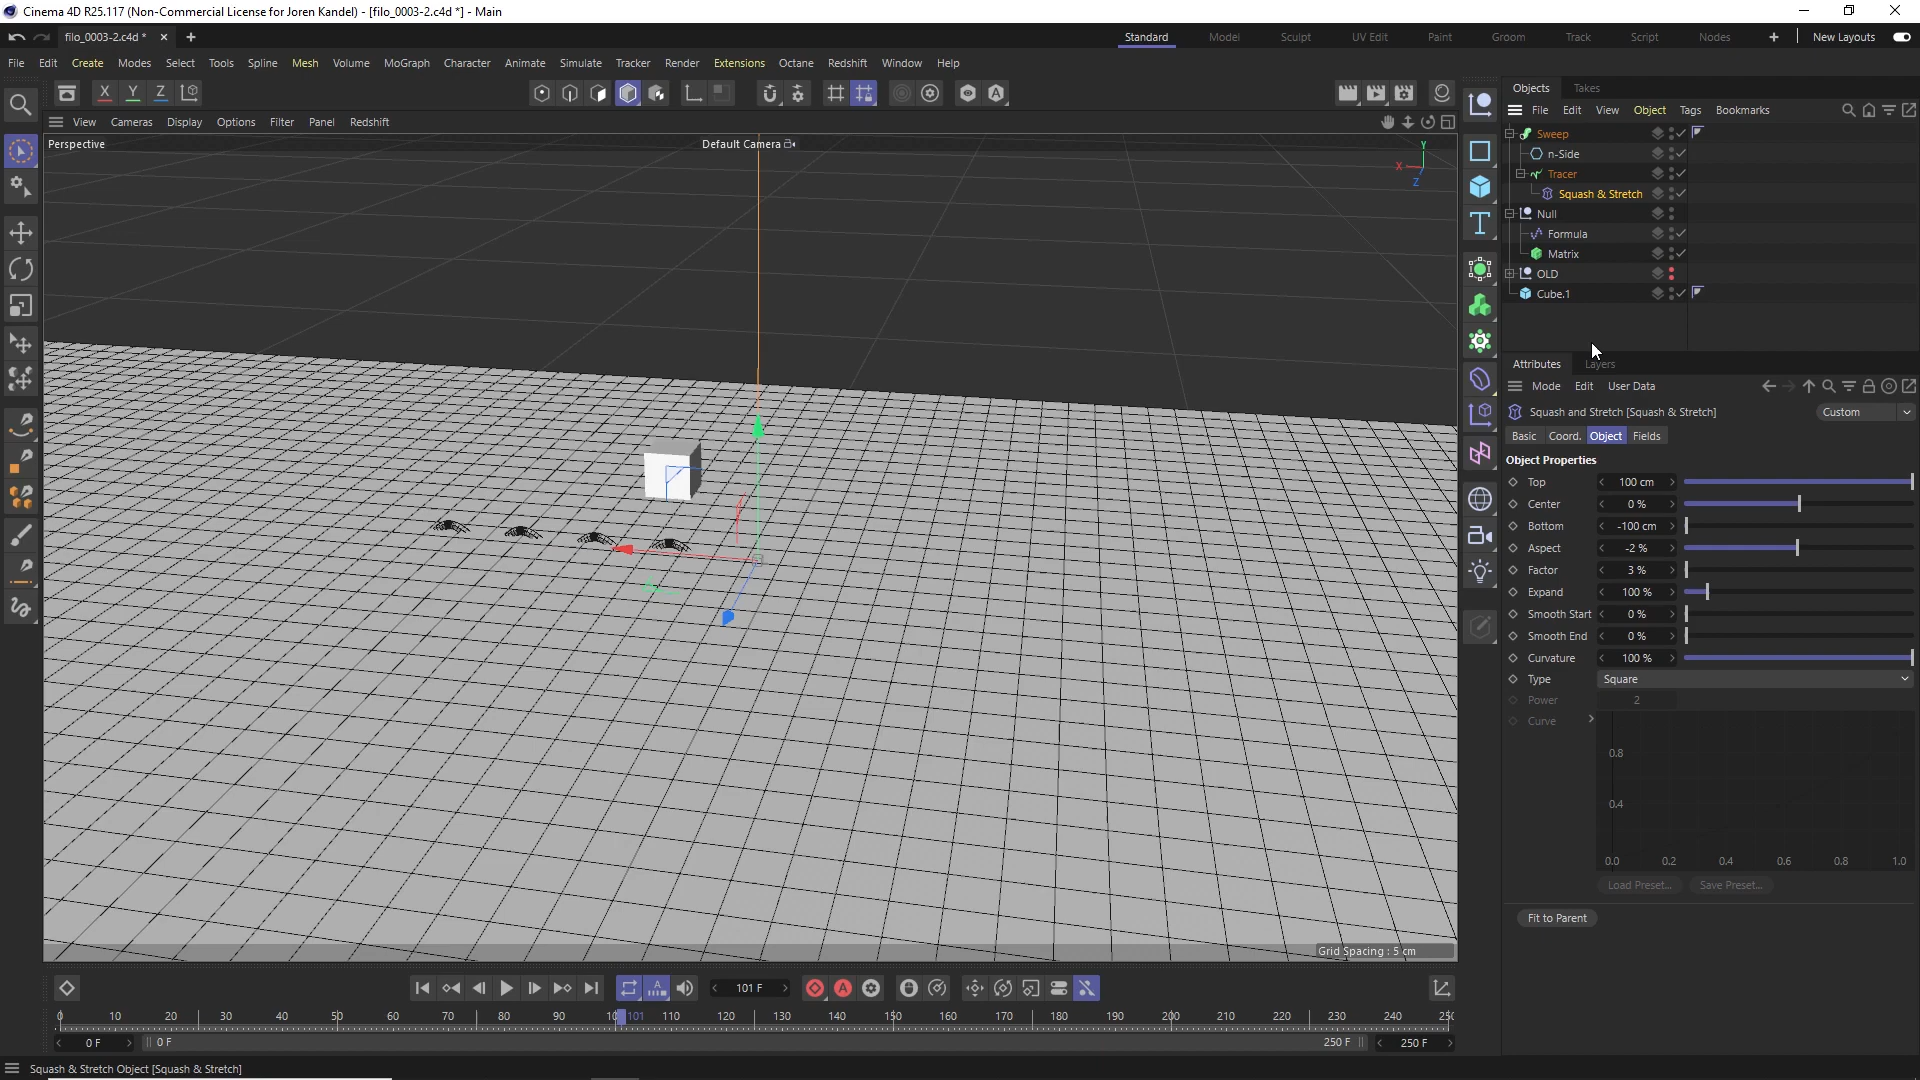 Cinema 4D R25.117 (Non-Commercial License for Joren Kandel) - [filo_0003-2.c4d *] - Main
filo_0003-2.c4d *
Standard Model Sculpt UV Edit Paint Groom Track Script Nodes New Layouts
File Edit Create Modes Select Tools Spline Mesh Volume MoGraph Character Animate Simulate Tracker Render Extensions Octane Redshift Window Help
X Y Z
Objects Takes
File Edit View Object Tags Bookmarks
View Cameras Display Options Filter Panel Redshift
Perspective
Default Camera
Y
X
Z
Sweep
n-Side
Tracer
Squash & Stretch
Null
Formula
Matrix
OLD
Cube.1
Attributes Layers
Mode Edit User Data
Squash and Stretch [Squash & Stretch] Custom
Basic Coord. Object Fields
Object Properties
Top 100 cm
Center 0 %
Bottom -100 cm
Aspect -2 %
Factor 3 %
Expand 100 %
Smooth Start 0 %
Smooth End 0 %
Curvature 100 %
Type Square
Power 2
Curve
0.8
0.4
0.0 0.2 0.4 0.6 0.8 1.0
Load Preset... Save Preset...
Fit to Parent
Grid Spacing : 5 cm
101 F
0 10 20 30 40 50 60 70 80 90 10 101 110 120 130 140 150 160 170 180 190 200 210 220 230 240 25
0 F 0 F 250 F 250 F
Squash & Stretch Object [Squash & Stretch]